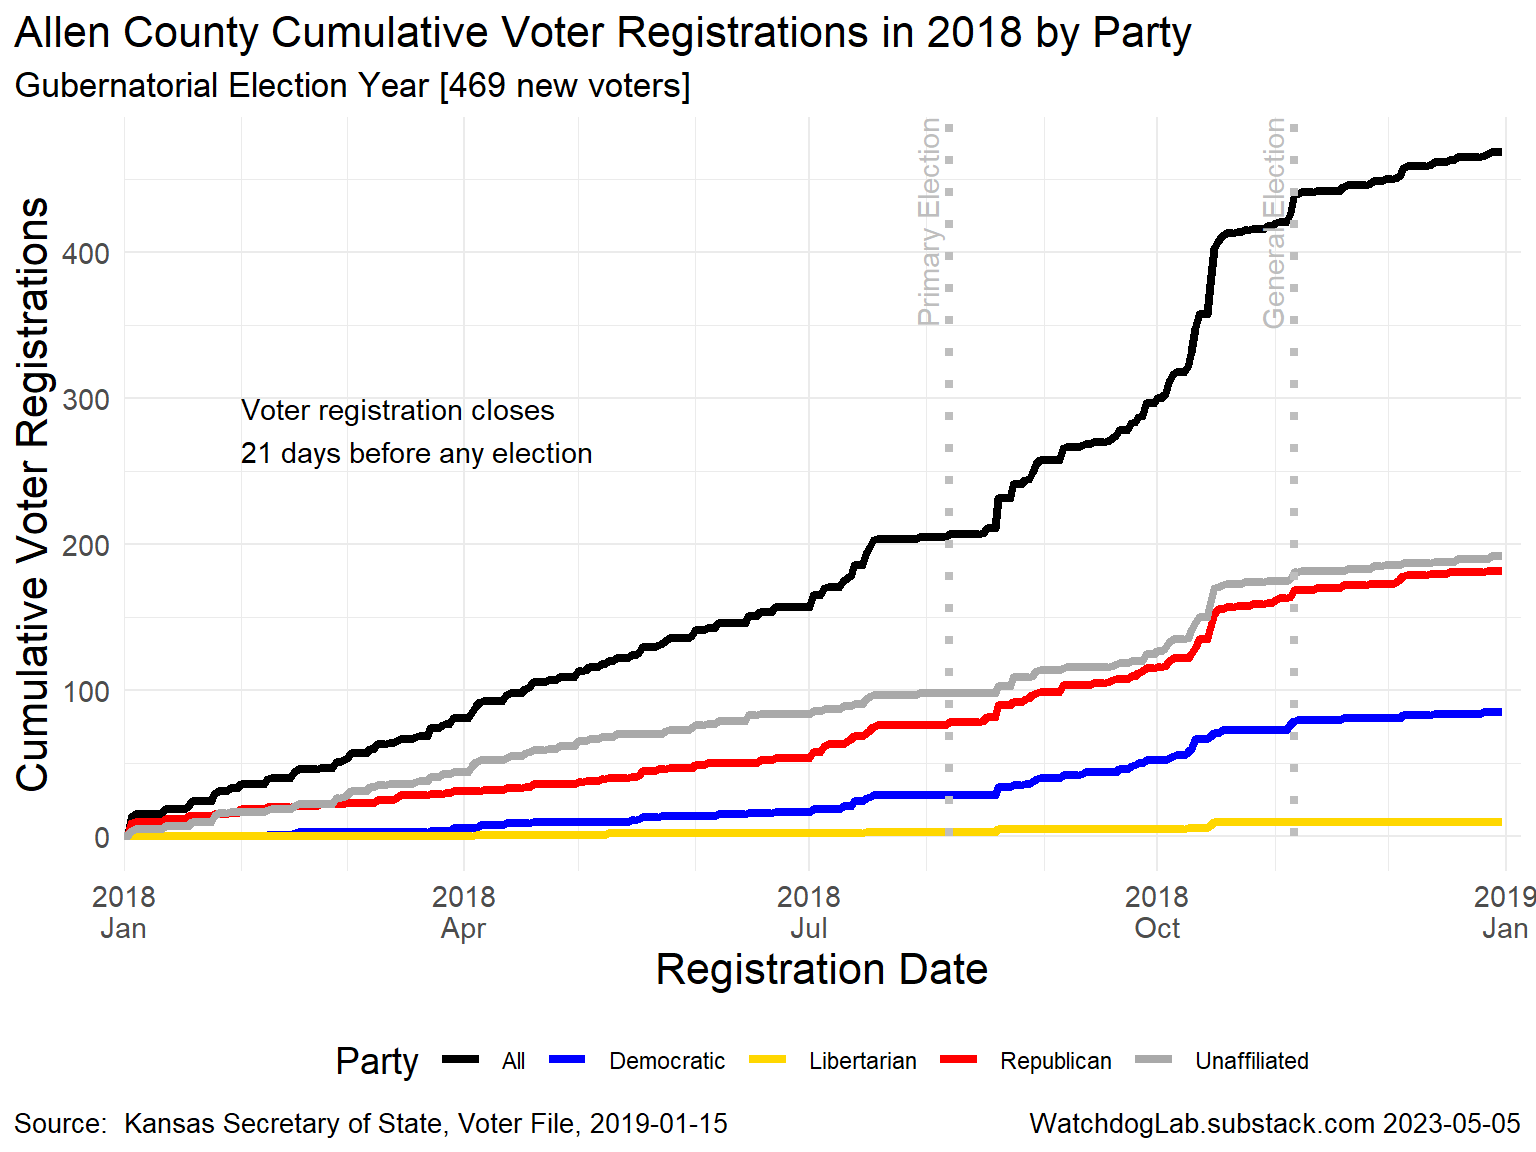 Allen County Cumulative Voter Registrations in 2018 by Party
Gubernatorial Election Year [469 new voters]
Cumulative Voter Registrations
400
300
200
100
0
Primary Election
General Election
Voter registration closes
21 days before any election
2018 2018 2018 2018 2019
Jan Apr Jul Oct Jan
Registration Date
Party All Democratic Libertarian Republican Unaffiliated
Source:  Kansas Secretary of State, Voter File, 2019-01-15
WatchdogLab.substack.com 2023-05-05